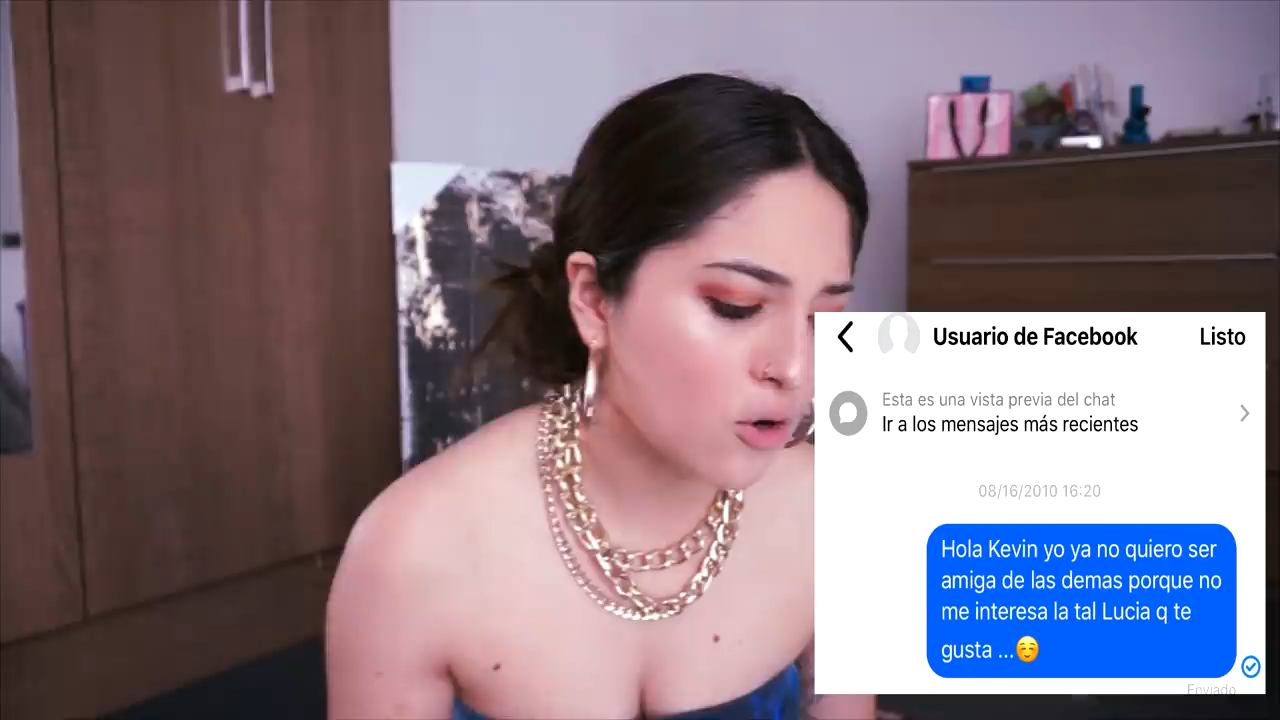 Usuario de Facebook
Listo
Esta es una vista previa del chat
Ir a los mensajes más recientes
08/16/2010 16:20
Hola Kevin yo ya no quiero ser
amiga de las demas porque no
me interesa la tal Lucia q te
gusta ...☺️
Enviado